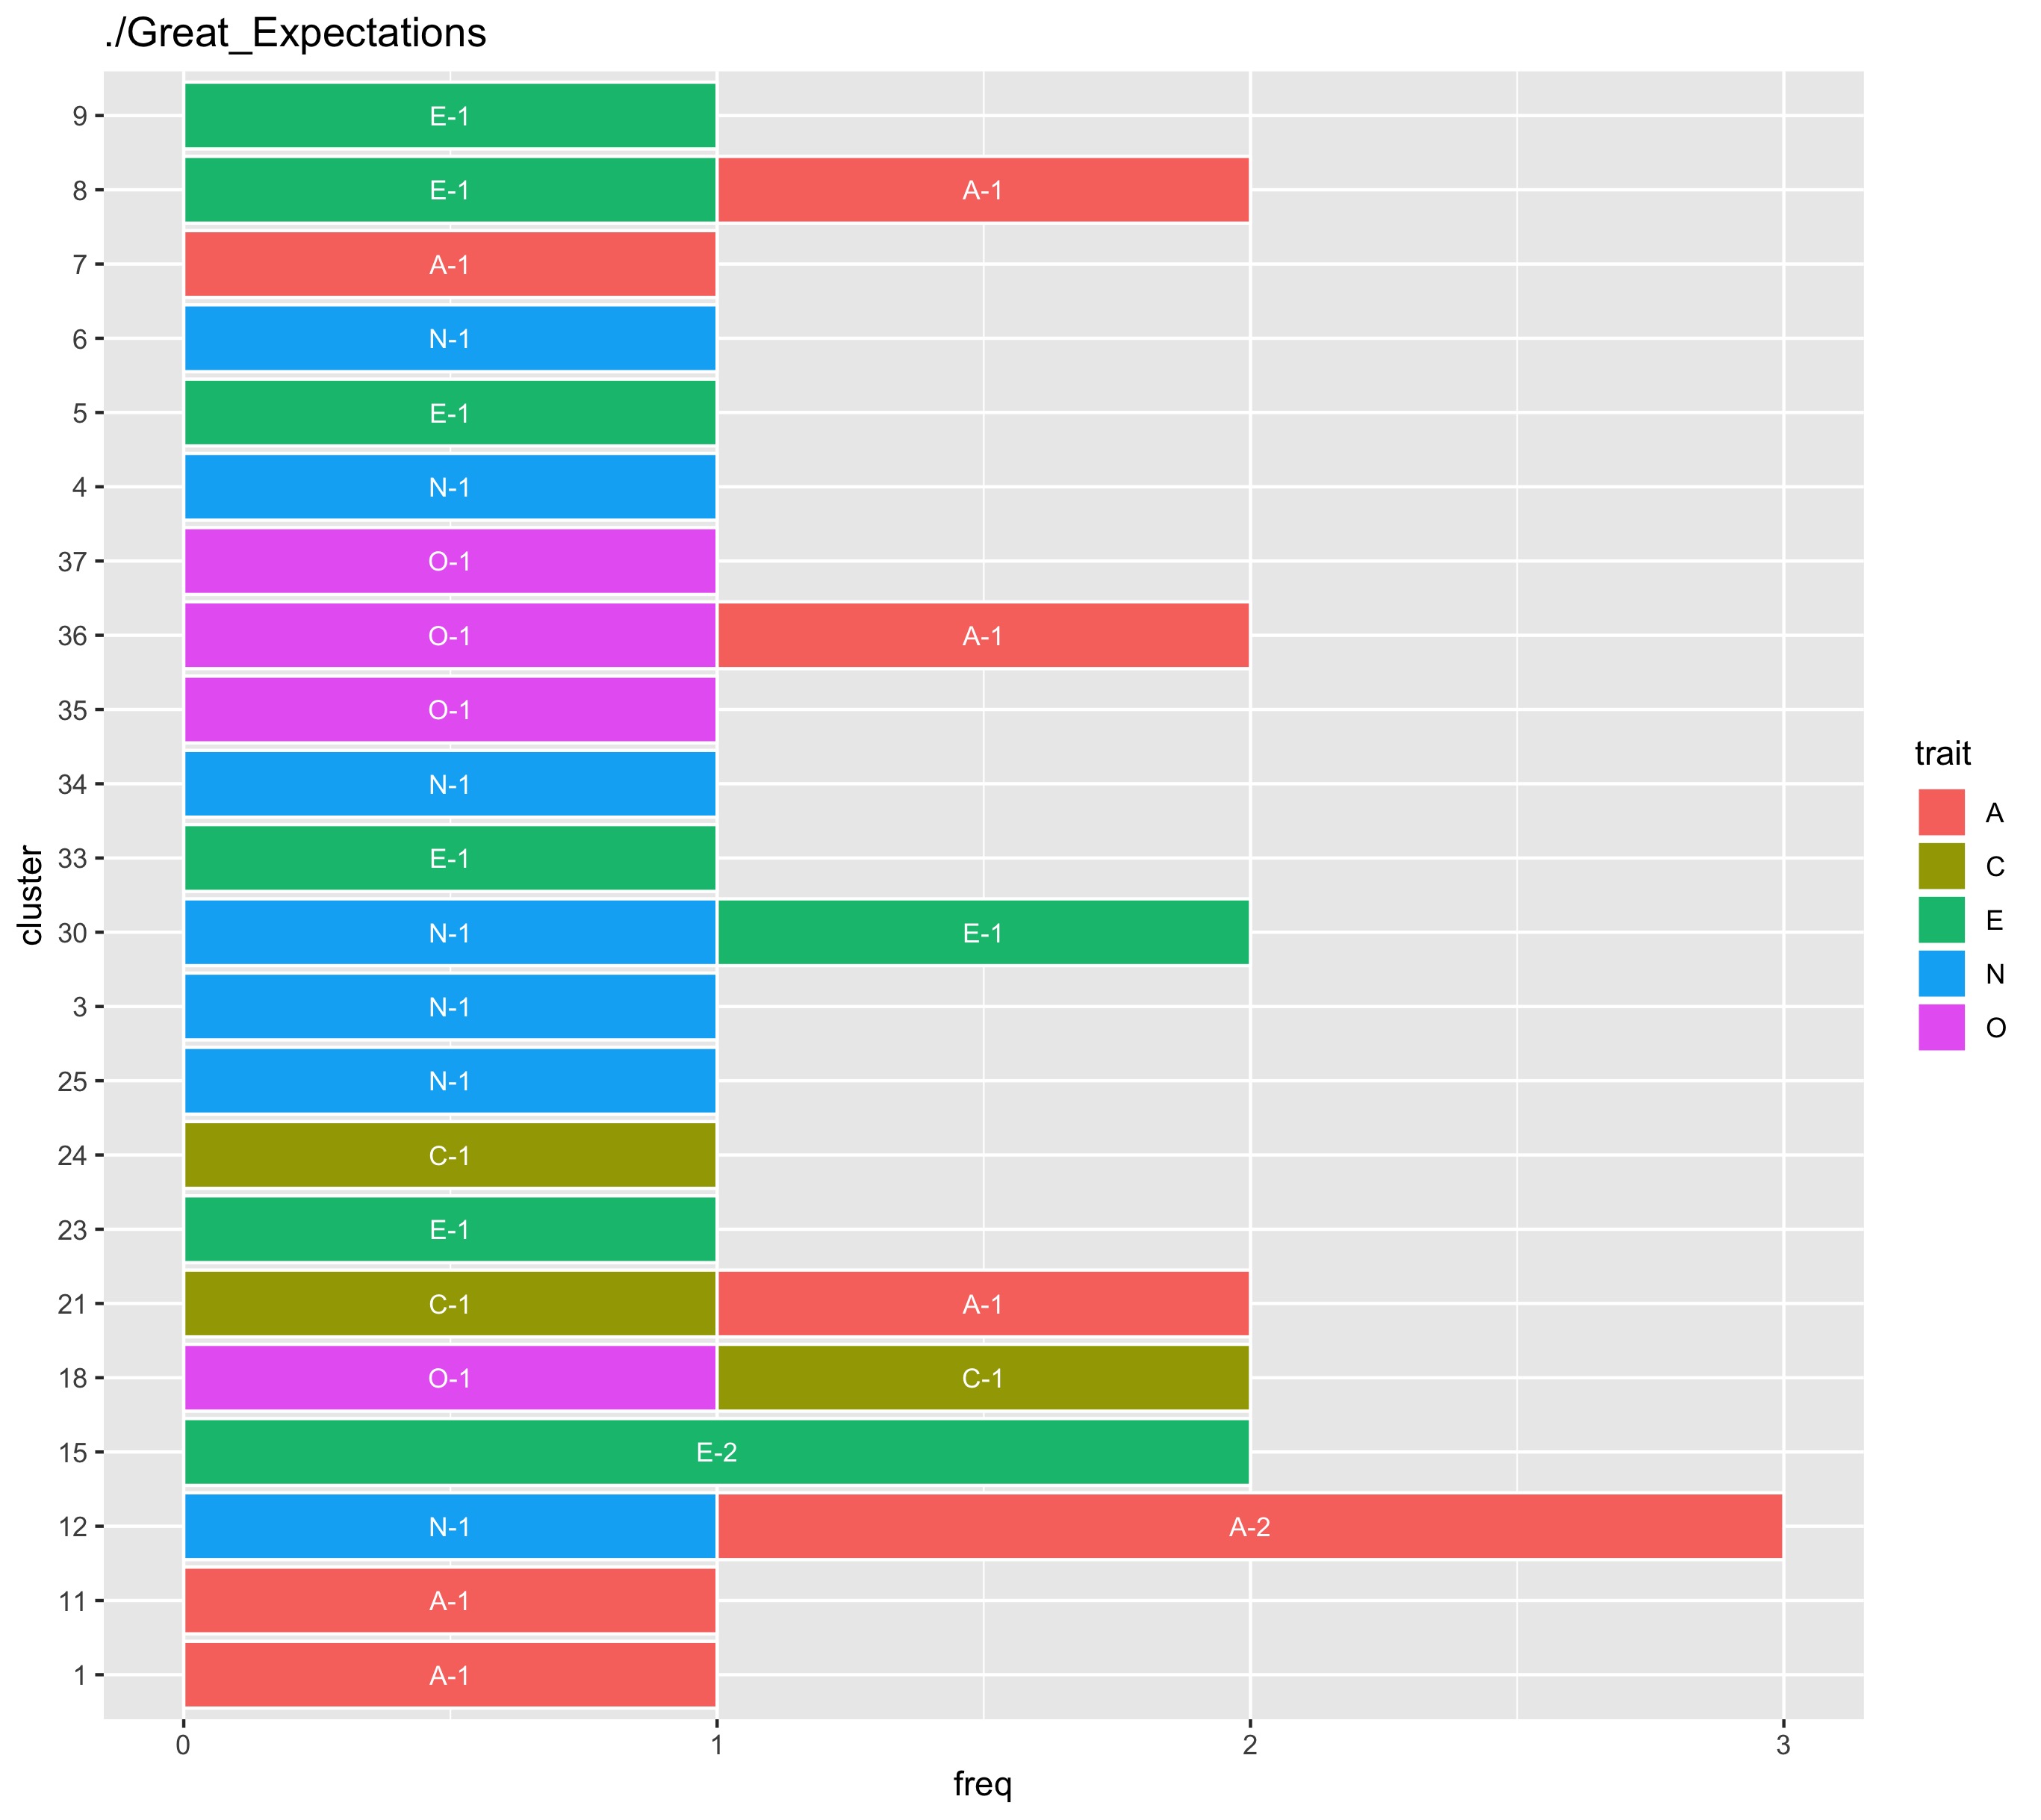 ./Great_Expectations
9 E-1
8 E-1 A-1
7 A-1
6 N-1
5 E-1
4 N-1
37 O-1
36 O-1 A-1
35 O-1
34 N-1
33 E-1
30 N-1 E-1
3 N-1
25 N-1
24 C-1
23 E-1
21 C-1 A-1
18 O-1 C-1
15 E-2
12 N-1 A-2
11 A-1
1 A-1
0 1 2 3
freq
cluster
trait
A
C
E
N
O